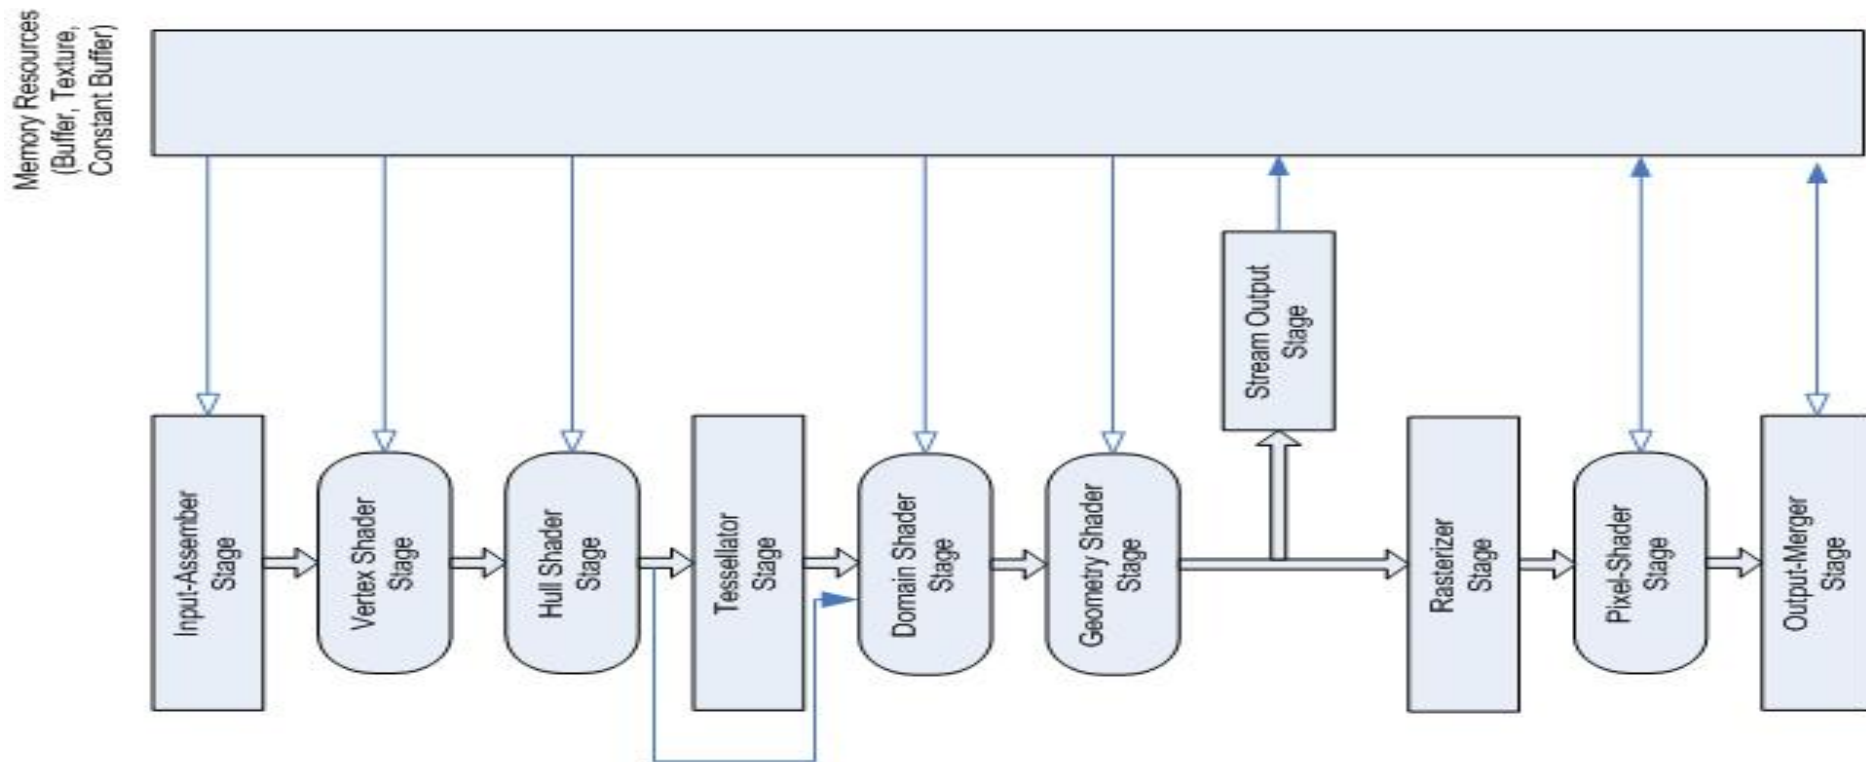 Memory Resources
(Buffer, Texture,
Constant Buffer)
Input-Assember
Stage
Vertex Shader
Stage
Hull Shader
Stage
Tessellator
Stage
Domain Shader
Stage
Geometry Shader
Stage
Stream Output
Stage
Rasterizer
Stage
Pixel-Shader
Stage
Output-Merger
Stage